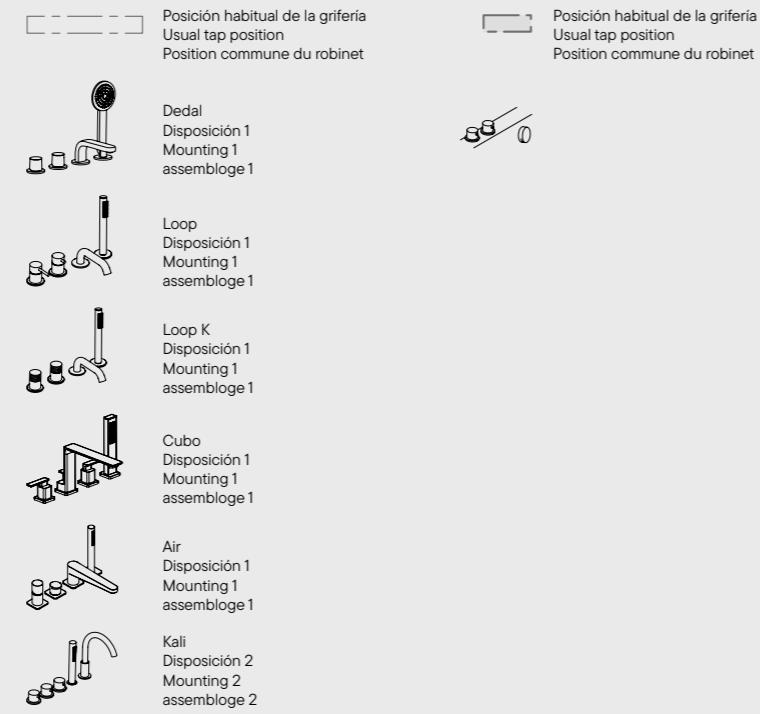 Posición habitual de la grifería
Usual tap position
Position commune du robinet
Posición habitual de la grifería
Usual tap position
Position commune du robinet
Dedal
Disposición 1
Mounting 1
assembloge 1
Loop
Disposición 1
Mounting 1
assembloge 1
Loop K
Disposición 1
Mounting 1
assembloge 1
Cubo
Disposición 1
Mounting 1
assembloge 1
Air
Disposición 1
Mounting 1
assembloge 1
Kali
Disposición 2
Mounting 2
assembloge 2